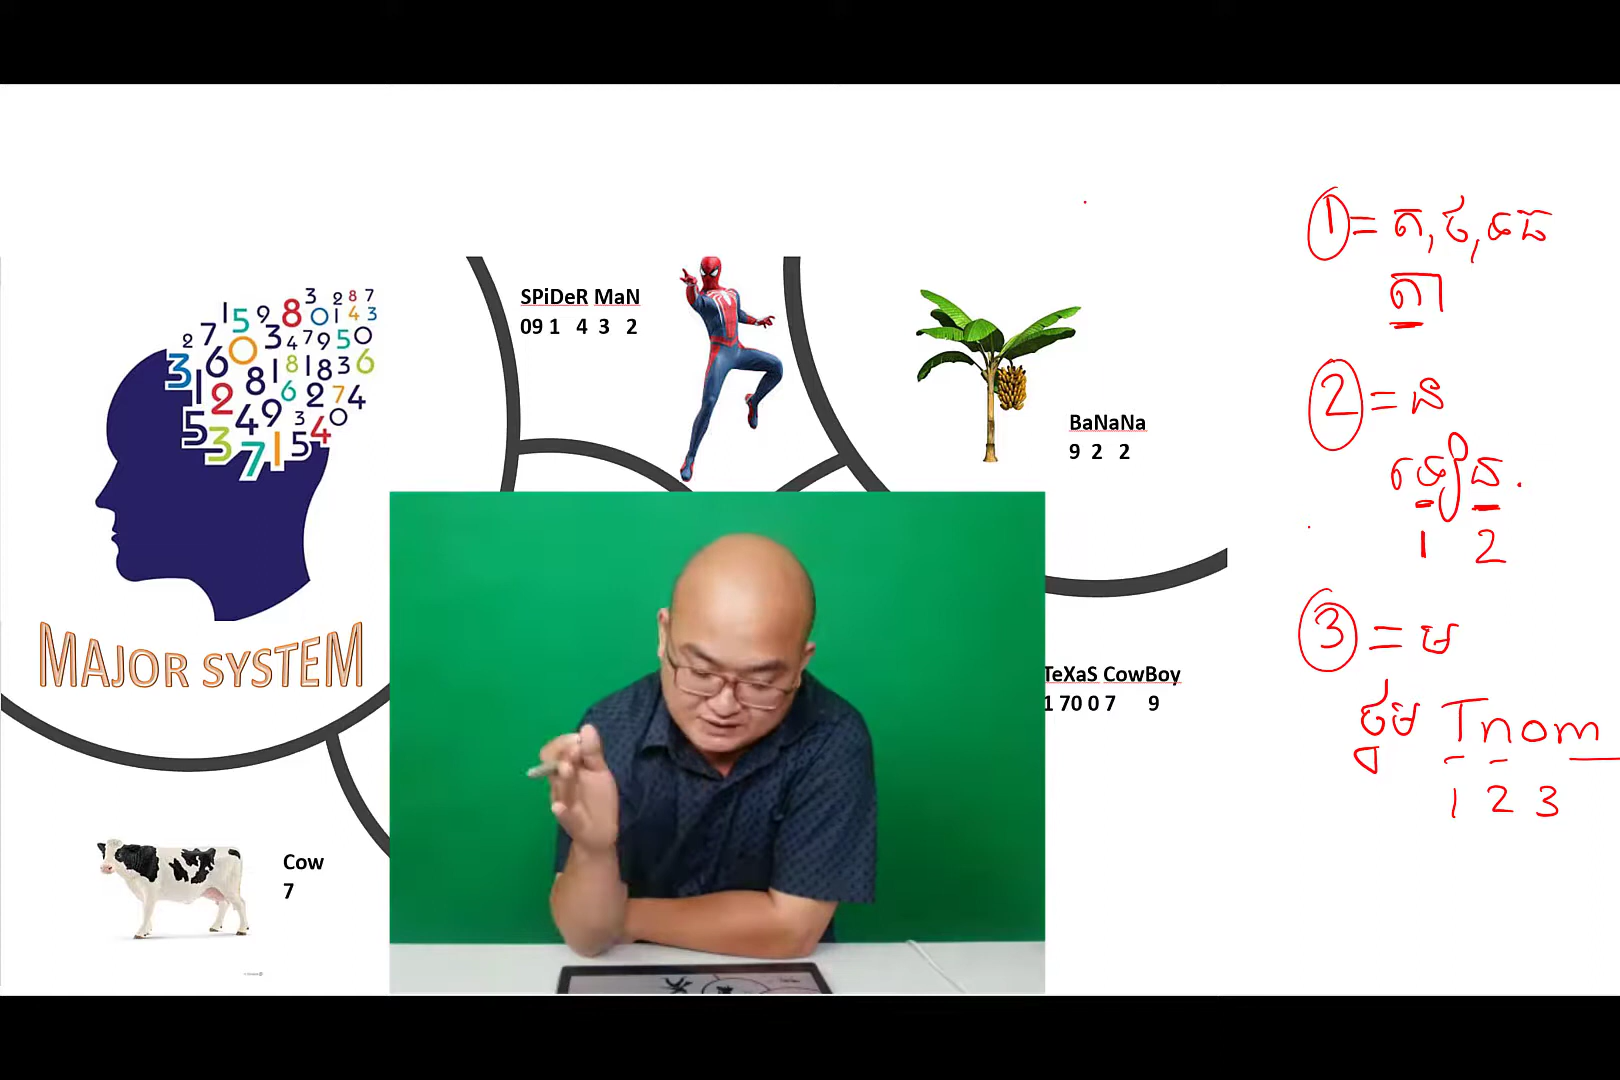 SPiDeR MaN
09 1 4 3 2
BaNaNa
9 2 2
MAJOR SYSTEM
TeXaS CowBoy
1 70 0 7 9
Cow
7
1 = ត, ថ, ទ ធ
តា
2 = ន
ទៀន.
1 2
3 = ម
ថ្នម Tnom
1 2 3